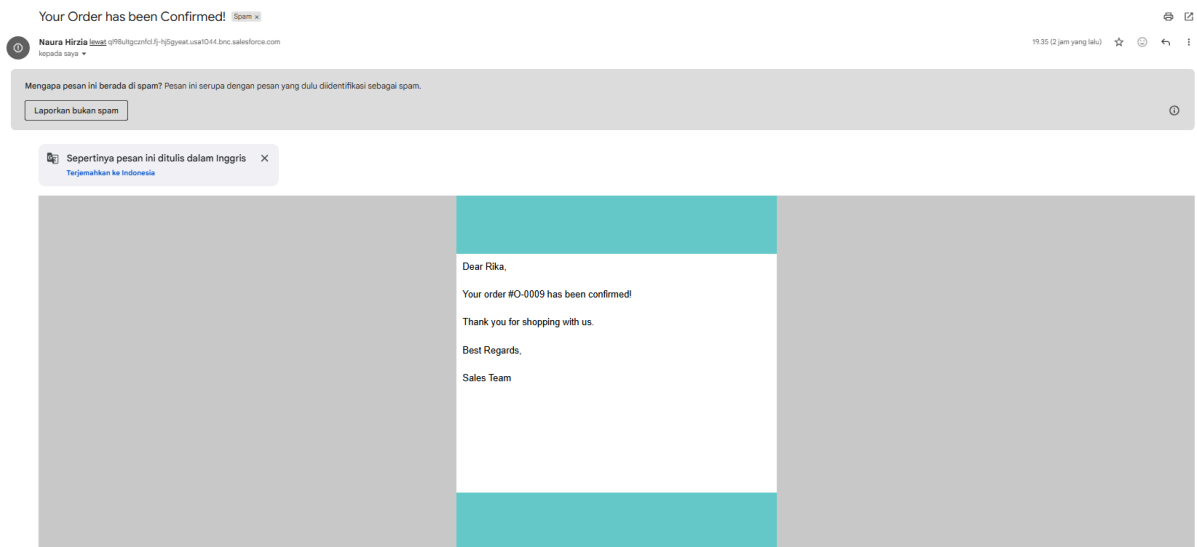 Your Order has been Confirmed! Spam x
Naura Hirzia lewat ql98ultgcznfcl.fj-hj5gyeat.usa1044.bnc.salesforce.com
19.35 (2 jam yang lalu)
kepada saya
Mengapa pesan ini berada di spam? Pesan ini serupa dengan pesan yang dulu diidentifikasi sebagai spam.
Laporkan bukan spam
Sepertinya pesan ini ditulis dalam Inggris
Terjemahkan ke Indonesia
Dear Rika,
Your order #O-0009 has been confirmed!
Thank you for shopping with us.
Best Regards,
Sales Team